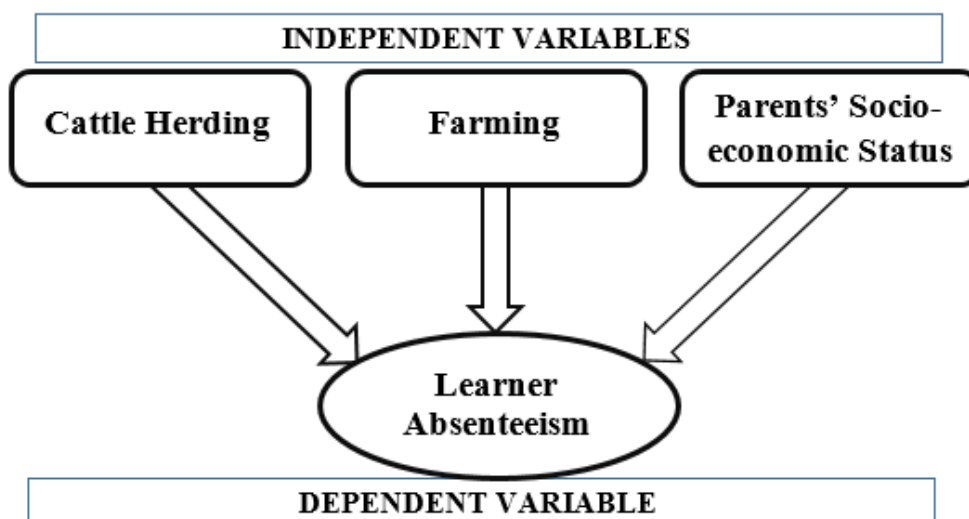 INDEPENDENT VARIABLES
Cattle Herding
Farming
Parents’ Socio-
economic Status
Learner
Absenteeism
DEPENDENT VARIABLE